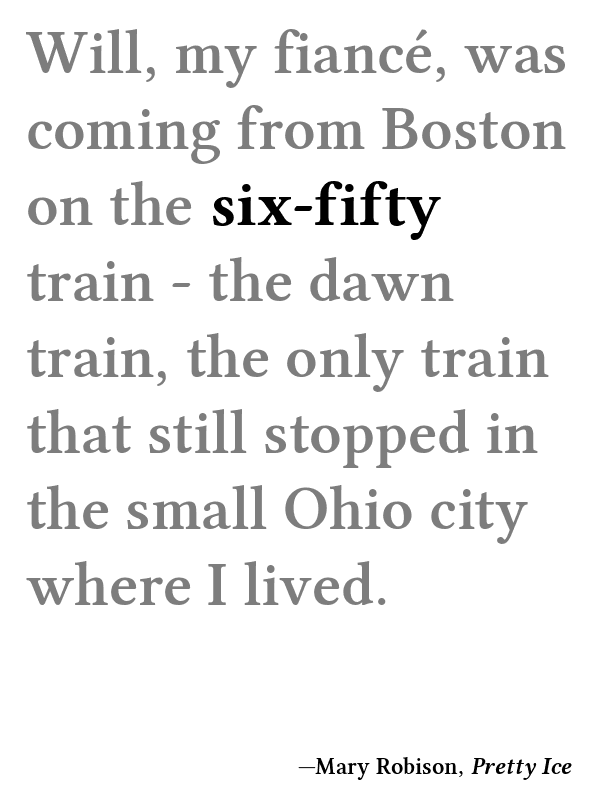 Will, my fiancé, was
coming from Boston
on the six-fifty
train - the dawn
train, the only train
that still stopped in
the small Ohio city
where I lived.
—Mary Robison, Pretty Ice